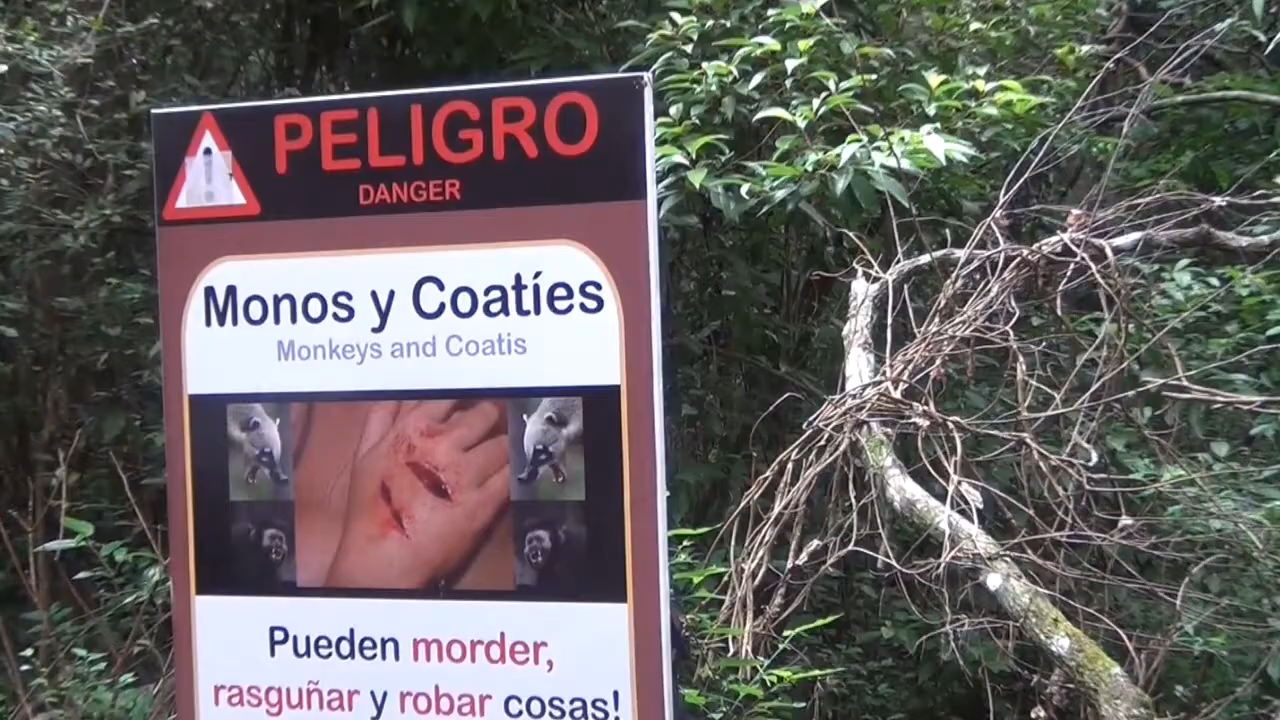 PELIGRO
DANGER
Monos y Coatíes
Monkeys and Coatis
Pueden morder,
rasguñar y robar cosas!